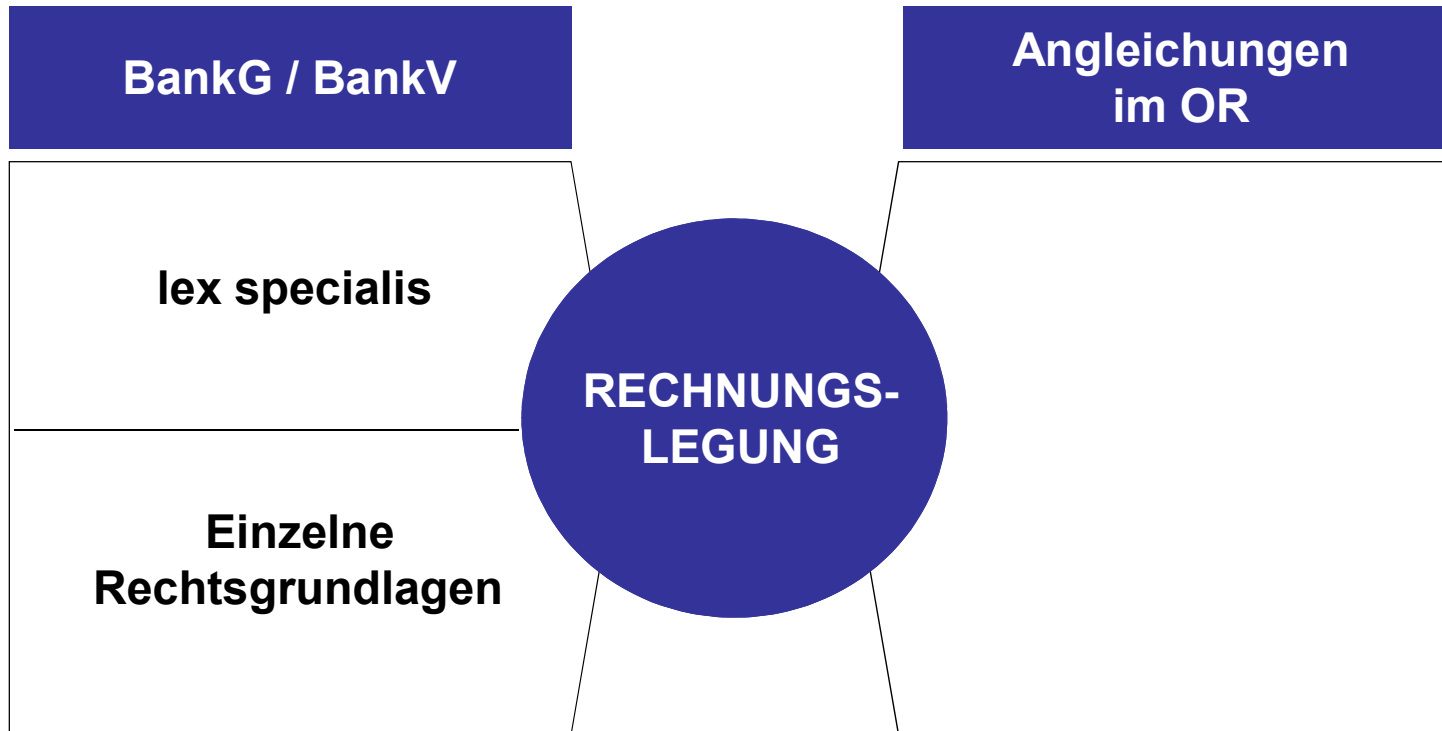 BankG / BankV
Angleichungen
im OR
lex specialis
RECHNUNGS-
LEGUNG
Einzelne
Rechtsgrundlagen